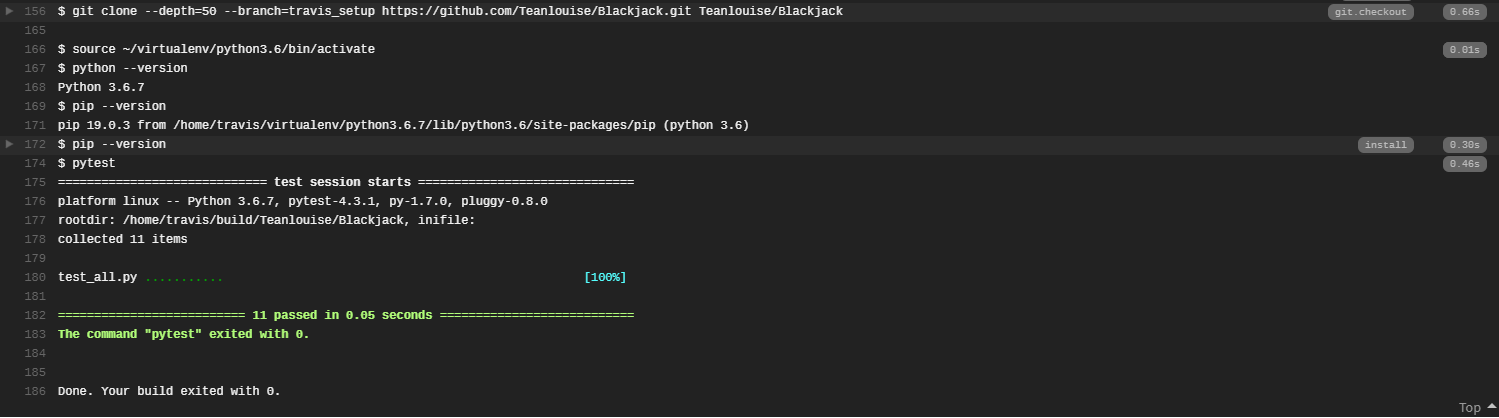 156 $ git clone --depth=50 --branch=travis_setup https://github.com/Teanlouise/Blackjack.git Teanlouise/Blackjack git.checkout 0.66s
165
166 $ source ~/virtualenv/python3.6/bin/activate 0.01s
167 $ python --version
168 Python 3.6.7
169 $ pip --version
171 pip 19.0.3 from /home/travis/virtualenv/python3.6.7/lib/python3.6/site-packages/pip (python 3.6)
172 $ pip --version install 0.30s
174 $ pytest 0.46s
175 ============================= test session starts ==============================
176 platform linux -- Python 3.6.7, pytest-4.3.1, py-1.7.0, pluggy-0.8.0
177 rootdir: /home/travis/build/Teanlouise/Blackjack, inifile:
178 collected 11 items
179
180 test_all.py ........... [100%]
181
182 ========================== 11 passed in 0.05 seconds ===========================
183 The command "pytest" exited with 0.
184
185
186 Done. Your build exited with 0.
Top